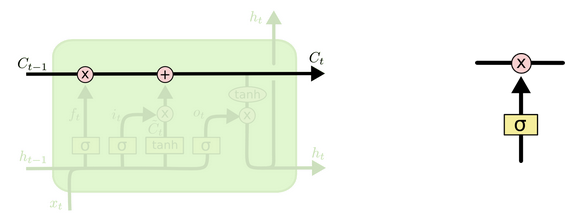 h_t
C_{t-1} C_t
x + x
tanh
f_t i_t o_t x x
C̃_t
σ σ tanh σ σ
h_{t-1} h_t
x_t